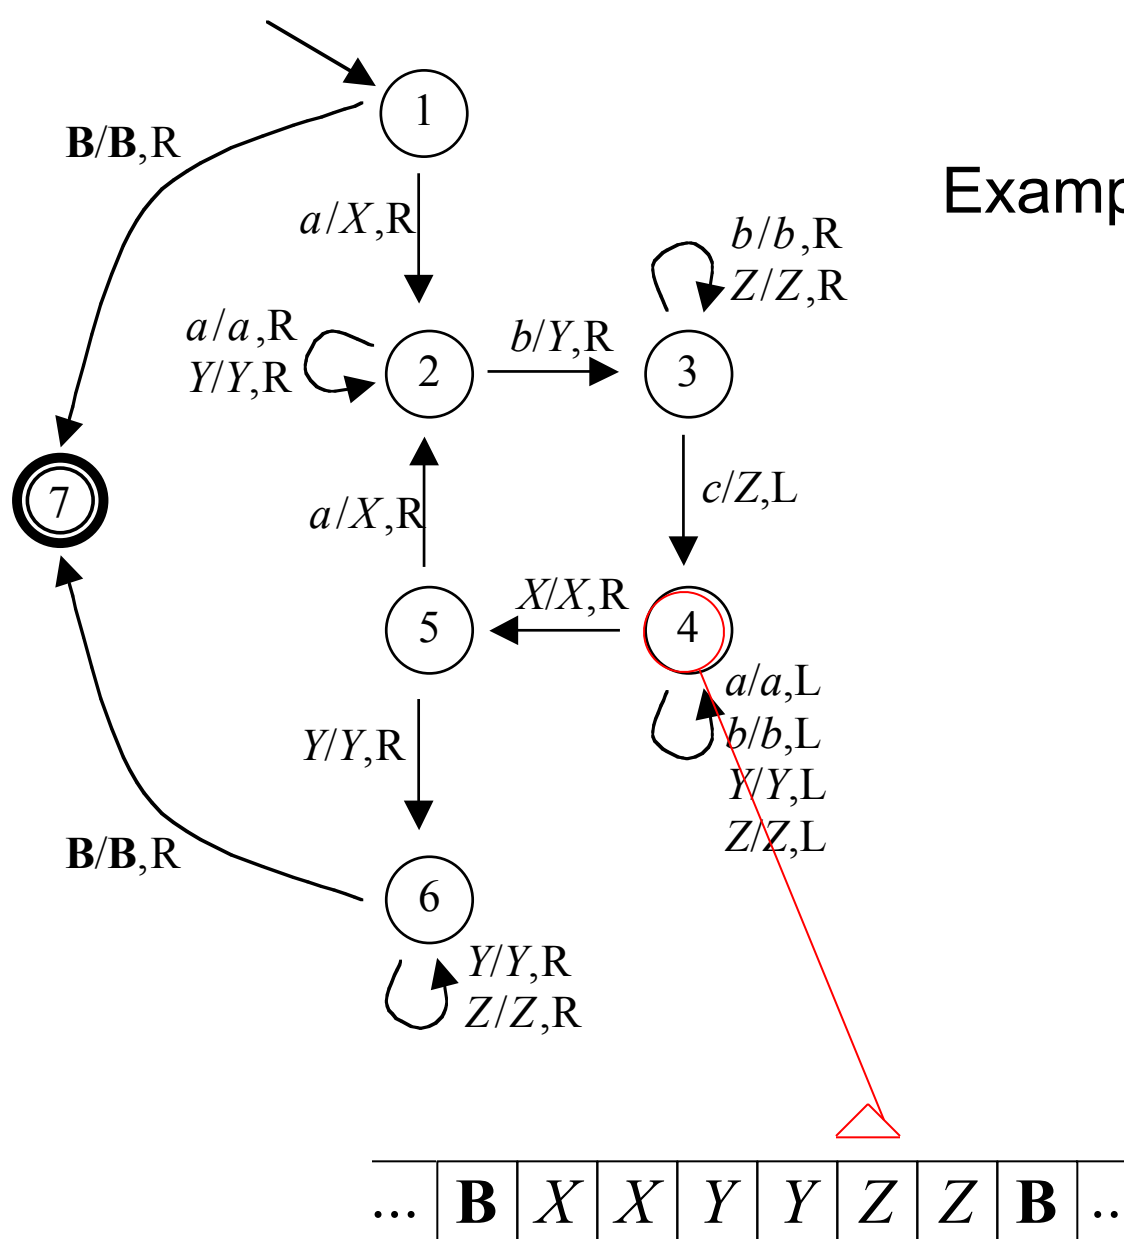 1
B/B,R
Examp
a/X,R
b/b,R
Z/Z,R
a/a,R
Y/Y,R
b/Y,R
2
3
7
a/X,R
c/Z,L
X/X,R
5
4
a/a,L
b/b,L
Y/Y,L
Z/Z,L
Y/Y,R
B/B,R
6
Y/Y,R
Z/Z,R
... B X X Y Y Z Z B ..